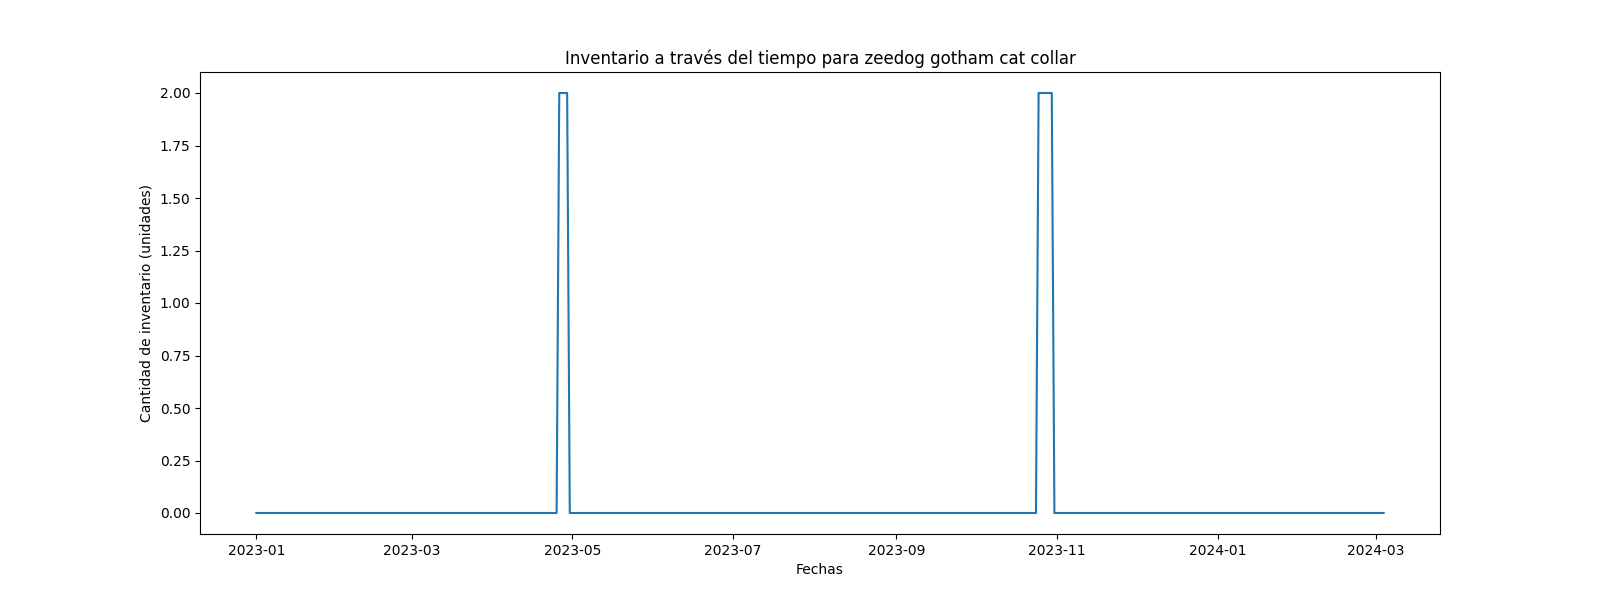 Inventario a través del tiempo para zeedog gotham cat collar
Cantidad de inventario (unidades)
2.00
1.75
1.50
1.25
1.00
0.75
0.50
0.25
0.00
2023-01 2023-03 2023-05 2023-07 2023-09 2023-11 2024-01 2024-03
Fechas